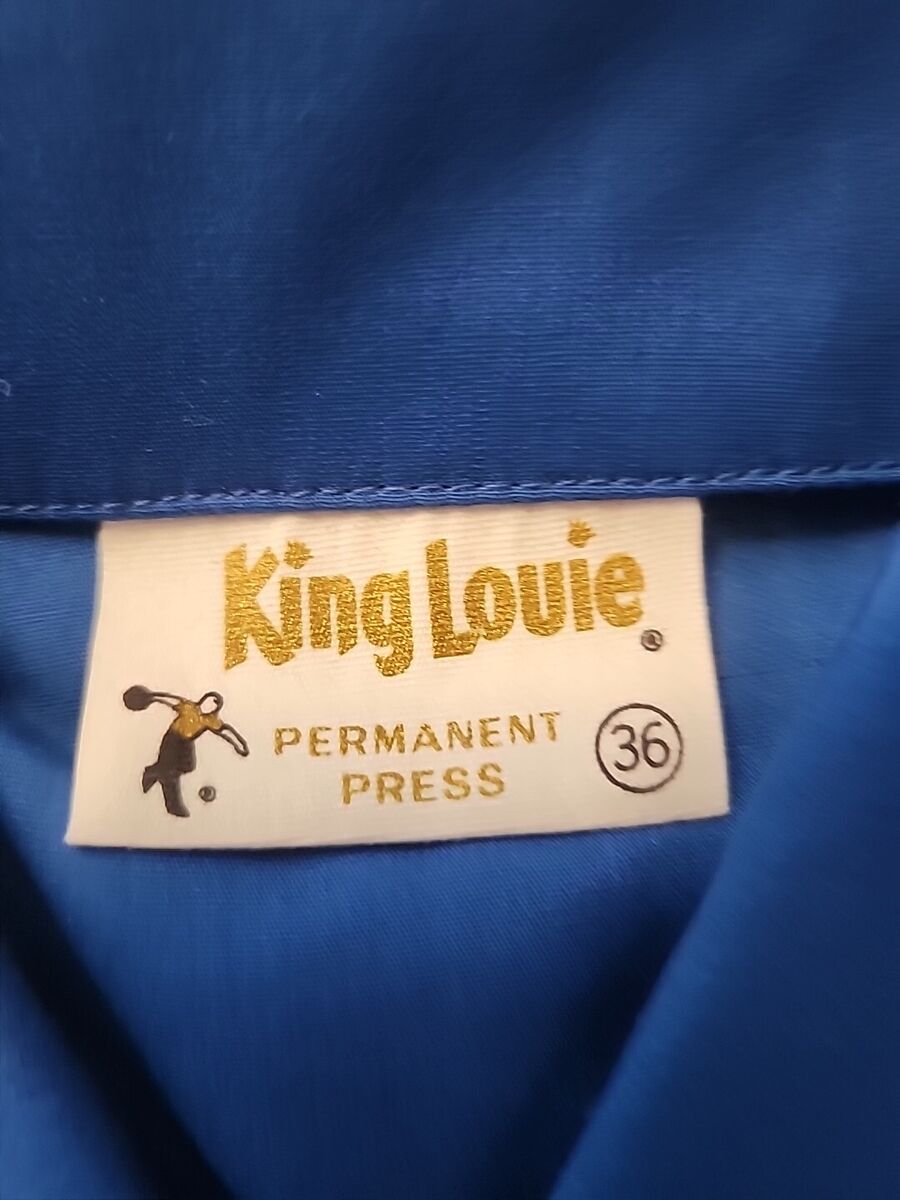 King Louie ®
PERMANENT 36
PRESS
®